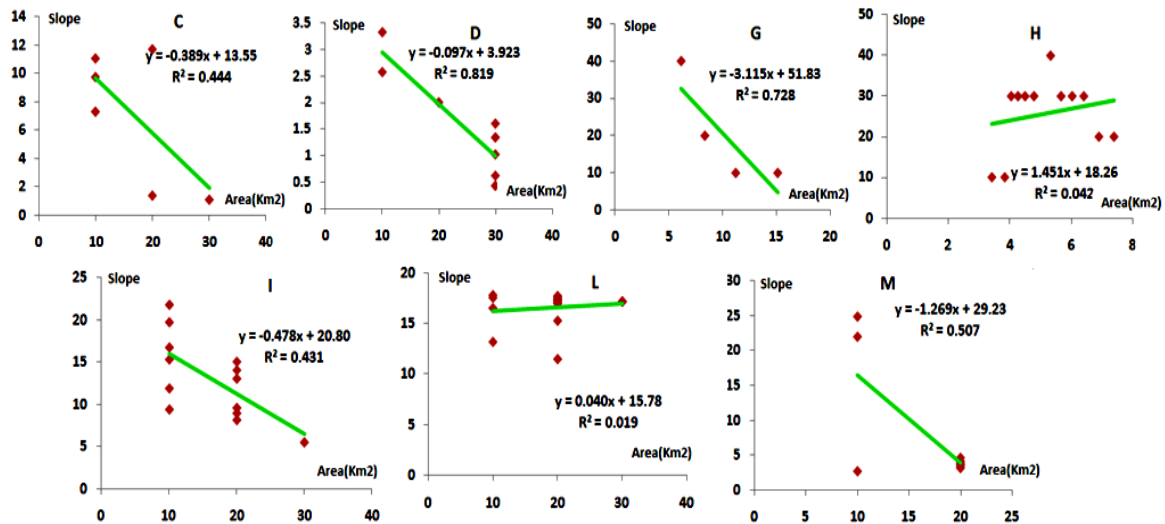 Slope
C
14
12
10
8
6
4
2
0
y = -0.389x + 13.55
R² = 0.444
Area(Km2)
0 10 20 30 40
Slope
D
3.5
3
2.5
2
1.5
1
0.5
0
y = -0.097x + 3.923
R² = 0.819
Area(Km2)
0 10 20 30 40
Slope
G
50
40
30
20
10
0
y = -3.115x + 51.83
R² = 0.728
Area(Km2)
0 5 10 15 20
Slope
H
50
40
30
20
10
0
y = 1.451x + 18.26
R² = 0.042
Area(Km2)
0 2 4 6 8
Slope
I
25
20
15
10
5
0
y = -0.478x + 20.80
R² = 0.431
Area(Km2)
0 10 20 30 40
Slope
L
20
15
10
5
0
y = 0.040x + 15.78
R² = 0.019
Area(Km2)
0 10 20 30 40
Slope
M
30
25
20
15
10
5
0
y = -1.269x + 29.23
R² = 0.507
Area(Km2)
0 5 10 15 20 25